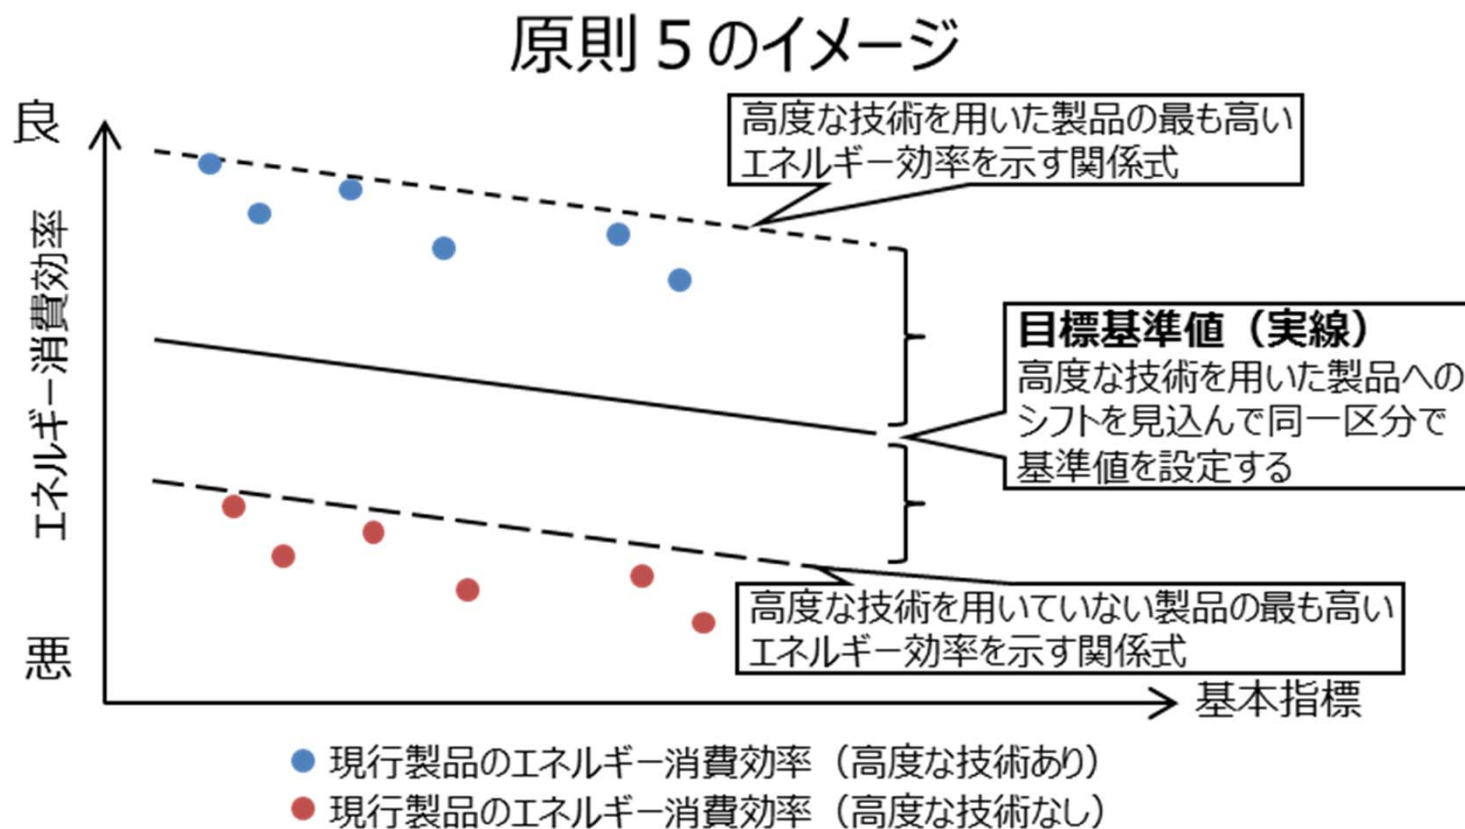 原則５のイメージ
良
高度な技術を用いた製品の最も高い
エネルギー効率を示す関係式
エネルギー消費効率
目標基準値（実線）
高度な技術を用いた製品への
シフトを見込んで同一区分で
基準値を設定する
高度な技術を用いていない製品の最も高い
エネルギー効率を示す関係式
悪
基本指標
現行製品のエネルギー消費効率（高度な技術あり）
現行製品のエネルギー消費効率（高度な技術なし）